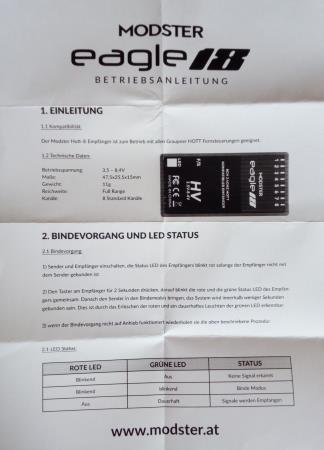 MODSTER
eagle 18
BETRIEBSANLEITUNG
1. EINLEITUNG
1.1 Kompatibilität:
Der Modster Hott-8 Empfänger ist zum Betrieb mit allen Graupner HOTT Fernsteuerungen geeignet.
1.2 Technische Daten:
Betriebsspannung: 3,5 - 8,4V
Maße: 47,5x25,5x15mm
Gewicht: 11g
Reichweite: Full Range
Kanäle: 8 Standard Kanäle
MODSTER
eagle 18
HV
CE FC
2. BINDEVORGANG UND LED STATUS
2.1 Bindevorgang
1) Sender und Empfänger einschalten, die Status LED des Empfängers blinkt rot solange der Empfänger nicht mit
dem Sender gebunden ist
2) Den Taster am Empfänger für 2 Sekunden drücken, darauf blinkt die rote und die grüne Status LED des Empfän-
gers gemeinsam. Danach den Sender in den Bindemodus bringen, das System wird innerhalb weniger Sekunden
gebunden sein. Dies ist durch das Erlöschen der roten und ein dauerhaftes Leuchten der grünen LED erkennbar.
3) wenn der Bindevorgang nicht auf Anhieb funktioniert wiederholen sie die oben beschriebene Prozedur
2.1 LED Status:
ROTE LED GRÜNE LED STATUS
Blinkend Aus Keine Signal erkannt
Blinkend blinkend Binde Modus
Aus Dauerhaft Signale werden Empfangen
www.modster.at